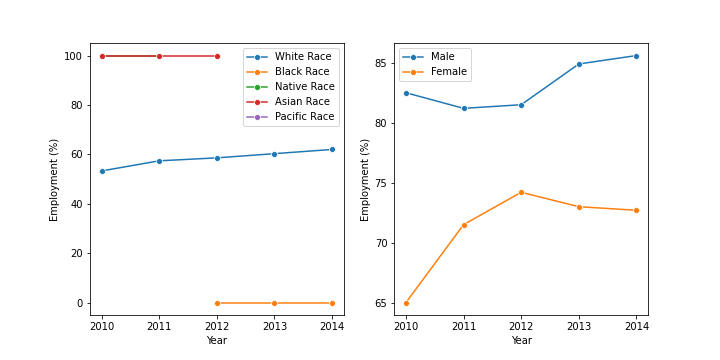 100
80
60
40
20
0
Employment (%)
2010 2011 2012 2013 2014
Year
White Race
Black Race
Native Race
Asian Race
Pacific Race
85
80
75
70
65
Employment (%)
2010 2011 2012 2013 2014
Year
Male
Female